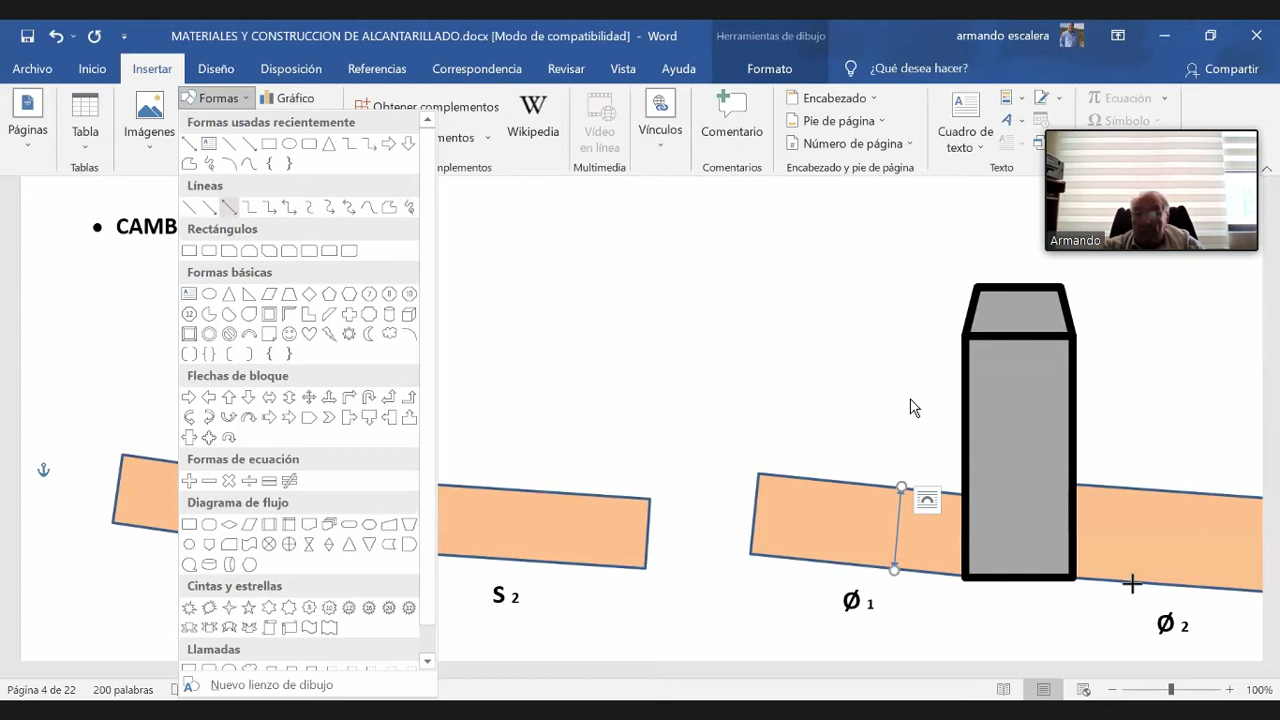 MATERIALES Y CONSTRUCCION DE ALCANTARILLADO.docx [Modo de compatibilidad] - Word
Herramientas de dibujo
armando escalera
Archivo
Inicio
Insertar
Diseño
Disposición
Referencias
Correspondencia
Revisar
Vista
Ayuda
Formato
¿Qué desea hacer?
Compartir
Páginas
Tabla
Tablas
Imágenes
Formas
Gráfico
Obtener complementos
mentos
mplementos
Wikipedia
Vídeo
en línea
Multimedia
Vínculos
Comentario
Comentarios
Encabezado
Pie de página
Número de página
Encabezado y pie de página
Cuadro de
texto
Texto
Ecuación
Símbolo
Formas usadas recientemente
Líneas
Rectángulos
Formas básicas
Flechas de bloque
Formas de ecuación
Diagrama de flujo
Cintas y estrellas
Llamadas
Nuevo lienzo de dibujo
• CAMB
S 2
Ø 1
Ø 2
Armando
Página 4 de 22
200 palabras
100%